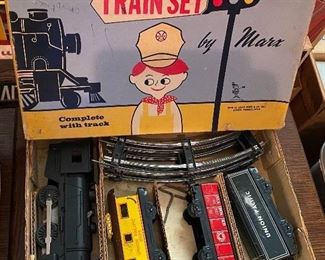 TRAIN SET
by Marx
Complete
with track
UNION PACIFIC